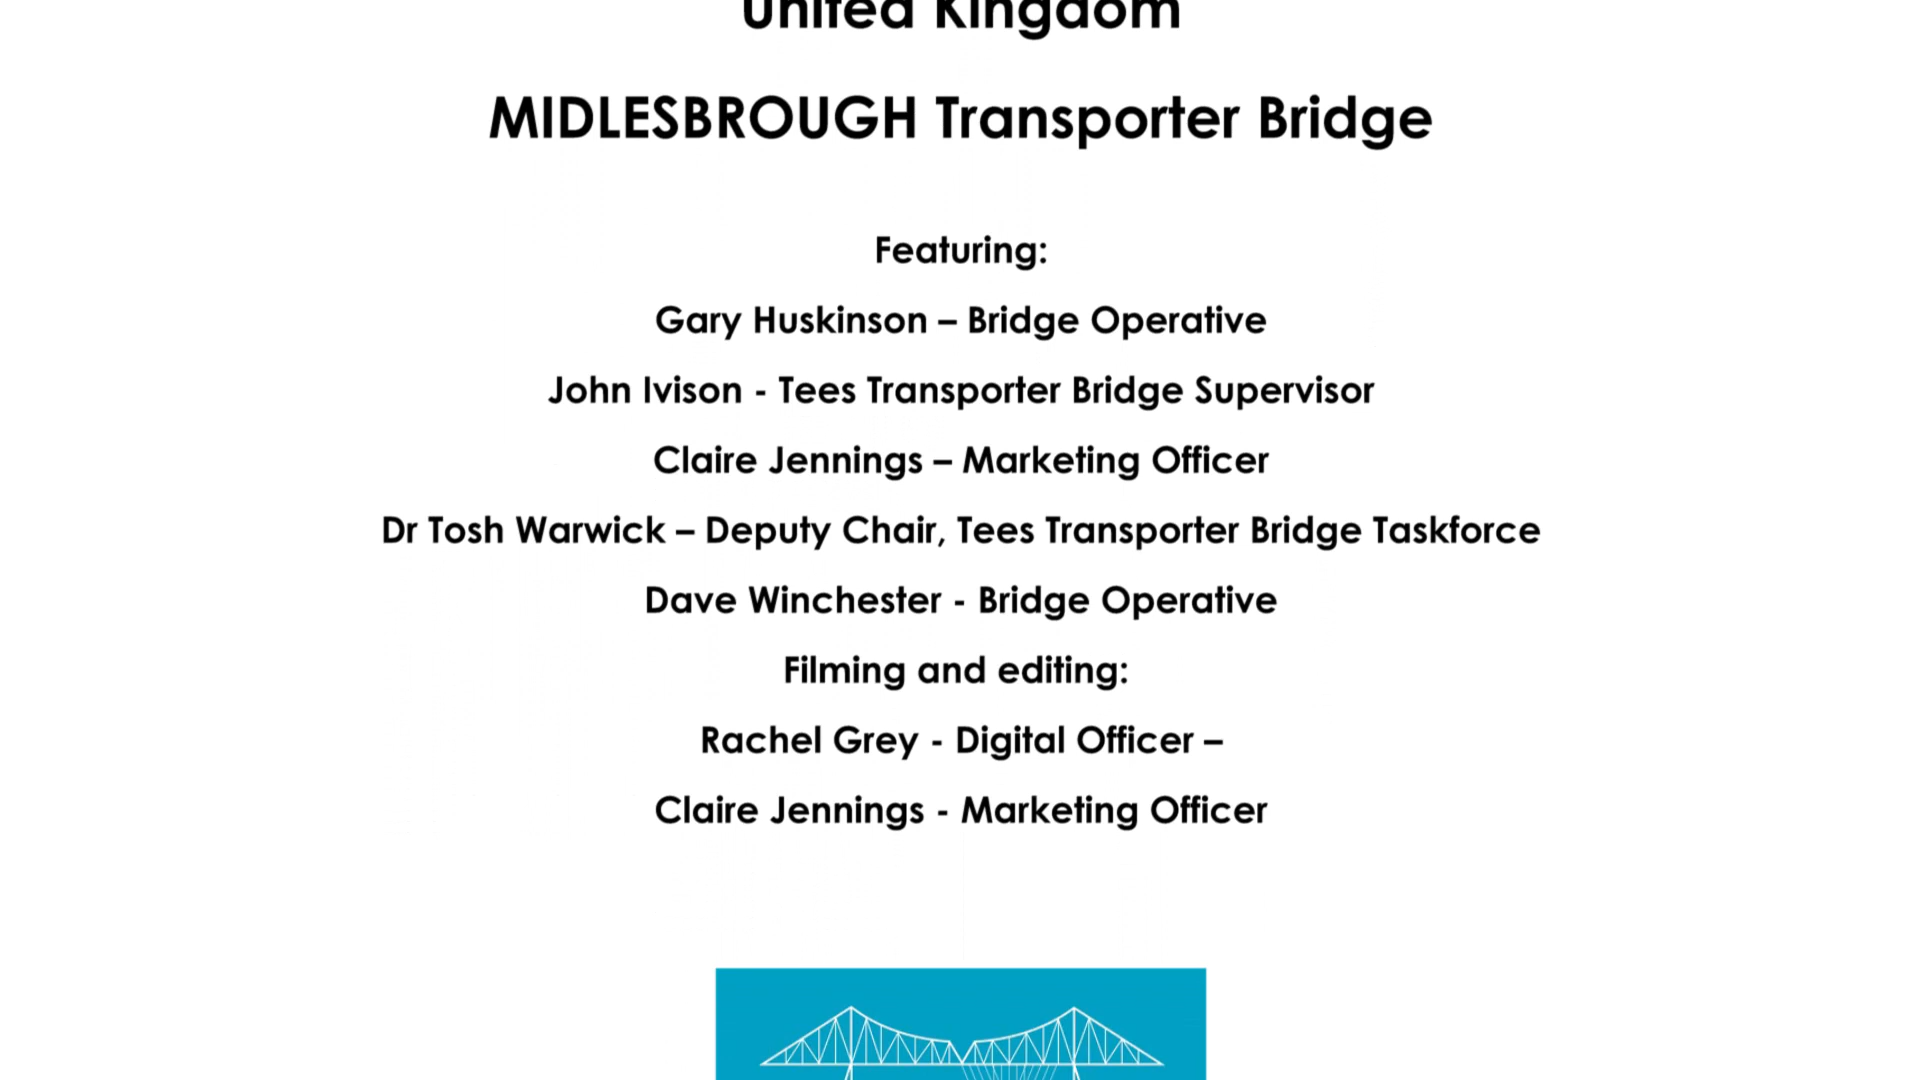 United Kingdom
MIDLESBROUGH Transporter Bridge
Featuring:
Gary Huskinson – Bridge Operative
John Ivison - Tees Transporter Bridge Supervisor
Claire Jennings – Marketing Officer
Dr Tosh Warwick – Deputy Chair, Tees Transporter Bridge Taskforce
Dave Winchester - Bridge Operative
Filming and editing:
Rachel Grey - Digital Officer –
Claire Jennings - Marketing Officer